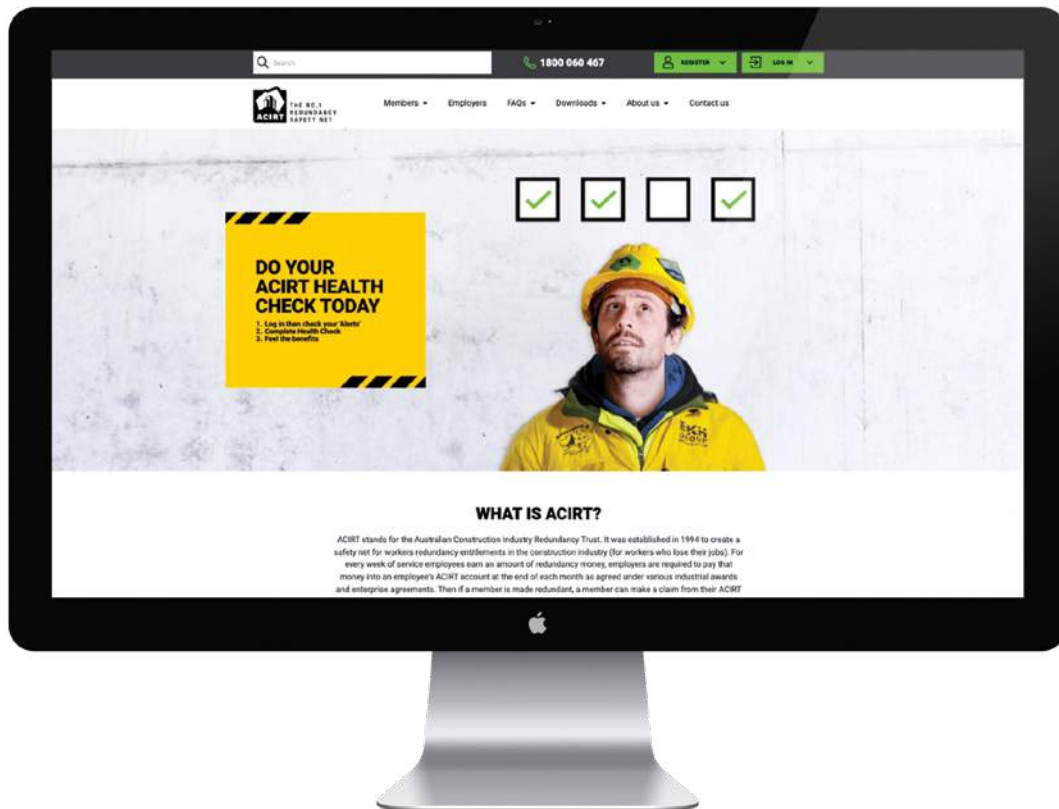 Search
1800 060 467
REGISTER
LOG IN
ACIRT
THE NO.1
REDUNDANCY
SAFETY NET
Members
Employers
FAQs
Downloads
About us
Contact us
DO YOUR
ACIRT HEALTH
CHECK TODAY
1. Log in then check your 'Alerts'
2. Complete Health Check
3. Feel the benefits
WHAT IS ACIRT?
ACIRT stands for the Australian Construction Industry Redundancy Trust. It was established in 1994 to create a
safety net for workers redundancy entitlements in the construction industry (for workers who lose their jobs). For
every week of service employees earn an amount of redundancy money, employers are required to pay that
money into an employee's ACIRT account at the end of each month as agreed under various industrial awards
and enterprise agreements. Then if a member is made redundant, a member can make a claim from their ACIRT